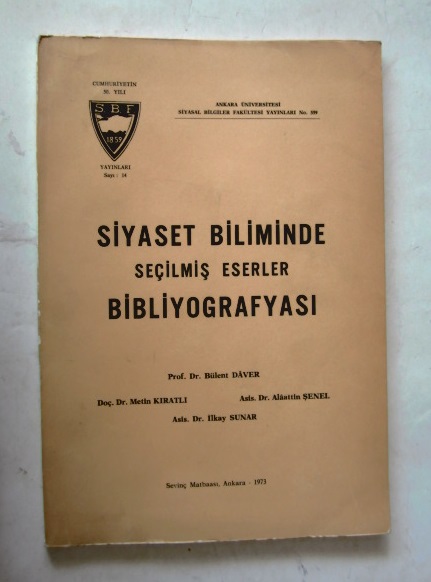 CUMHURİYETİN
50. YILI
SBF
1859
YAYINLARI
Sayı : 14
ANKARA ÜNİVERSİTESİ
SİYASAL BİLGİLER FAKÜLTESİ YAYINLARI No. 359
SİYASET BİLİMİNDE
SEÇİLMİŞ ESERLER
BİBLİYOGRAFYASI
Prof. Dr. Bülent DÂVER
Doç. Dr. Metin KIRATLI
Asis. Dr. Alâattin ŞENEL
Asis. Dr. İlkay SUNAR
Sevinç Matbaası, Ankara - 1973